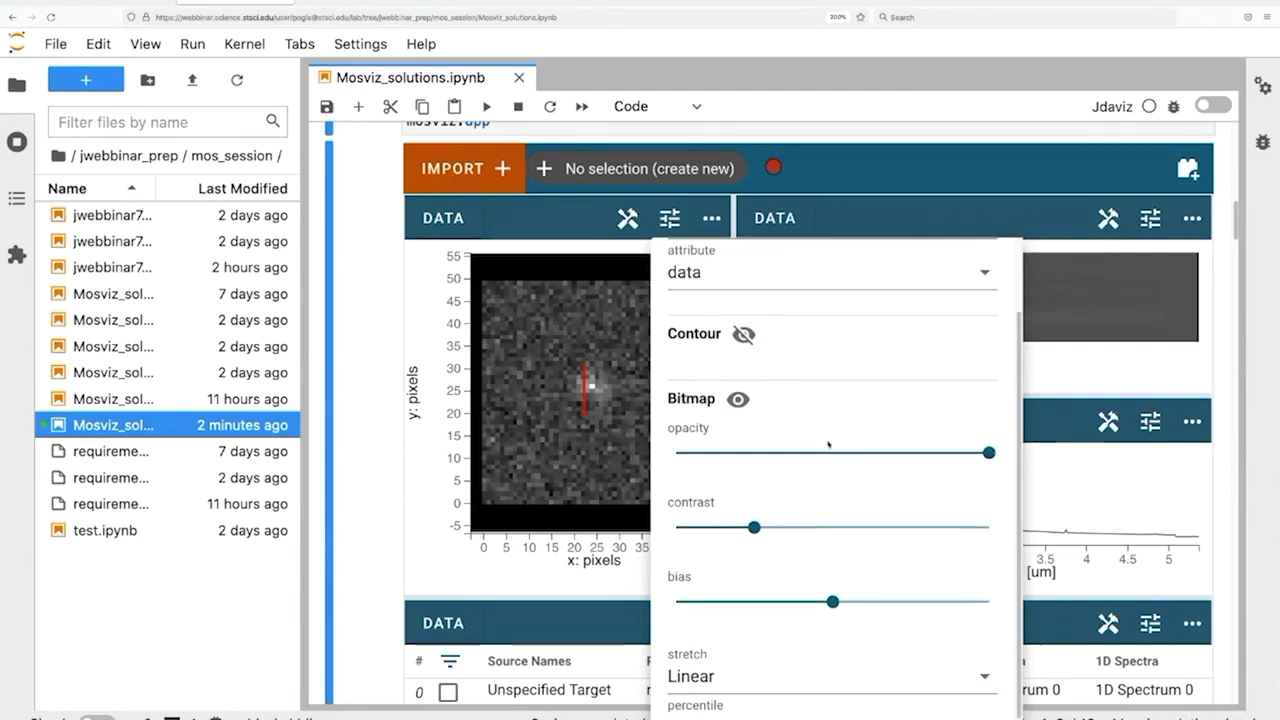 https://jwebbinar.science.stsci.edu/user/pogle@stsci.edu/lab/tree/jwebbinar_prep/mos_session/Mosviz_solutions.ipynb
200%
Search
File Edit View Run Kernel Tabs Settings Help
Mosviz_solutions.ipynb
Filter files by name
Code
Jdaviz
mosviz.app
/ jwebbinar_prep / mos_session /
Name Last Modified
jwebbinar7... 2 days ago
jwebbinar7... 2 days ago
jwebbinar7... 2 hours ago
Mosviz_sol... 7 days ago
Mosviz_sol... 2 days ago
Mosviz_sol... 2 days ago
Mosviz_sol... 2 days ago
Mosviz_sol... 11 hours ago
Mosviz_sol... 2 minutes ago
requireme... 7 days ago
requireme... 2 days ago
requireme... 11 hours ago
test.ipynb 2 days ago
IMPORT + + No selection (create new)
DATA
DATA
55
50
45
40
35
30
25
20
15
10
5
0
-5
y: pixels
0 5 10 15 20 25 30 35
x: pixels
attribute
data
Contour
Bitmap
opacity
contrast
bias
stretch
Linear
percentile
3.5 4 4.5 5
[um]
DATA
# Source Names 1D Spectra
0 Unspecified Target 1D Spectrum 0